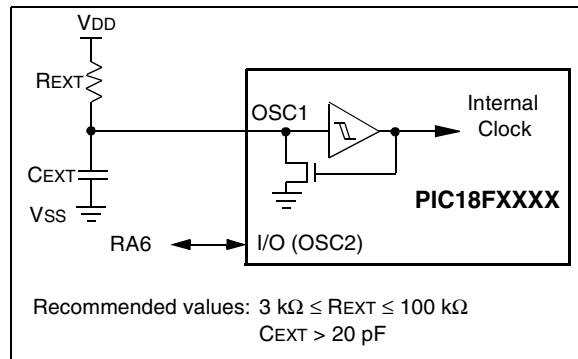 VDD
REXT
OSC1
Internal
Clock
CEXT
VSS
PIC18FXXXX
RA6
I/O (OSC2)
Recommended values: 3 kΩ ≤ REXT ≤ 100 kΩ
CEXT > 20 pF